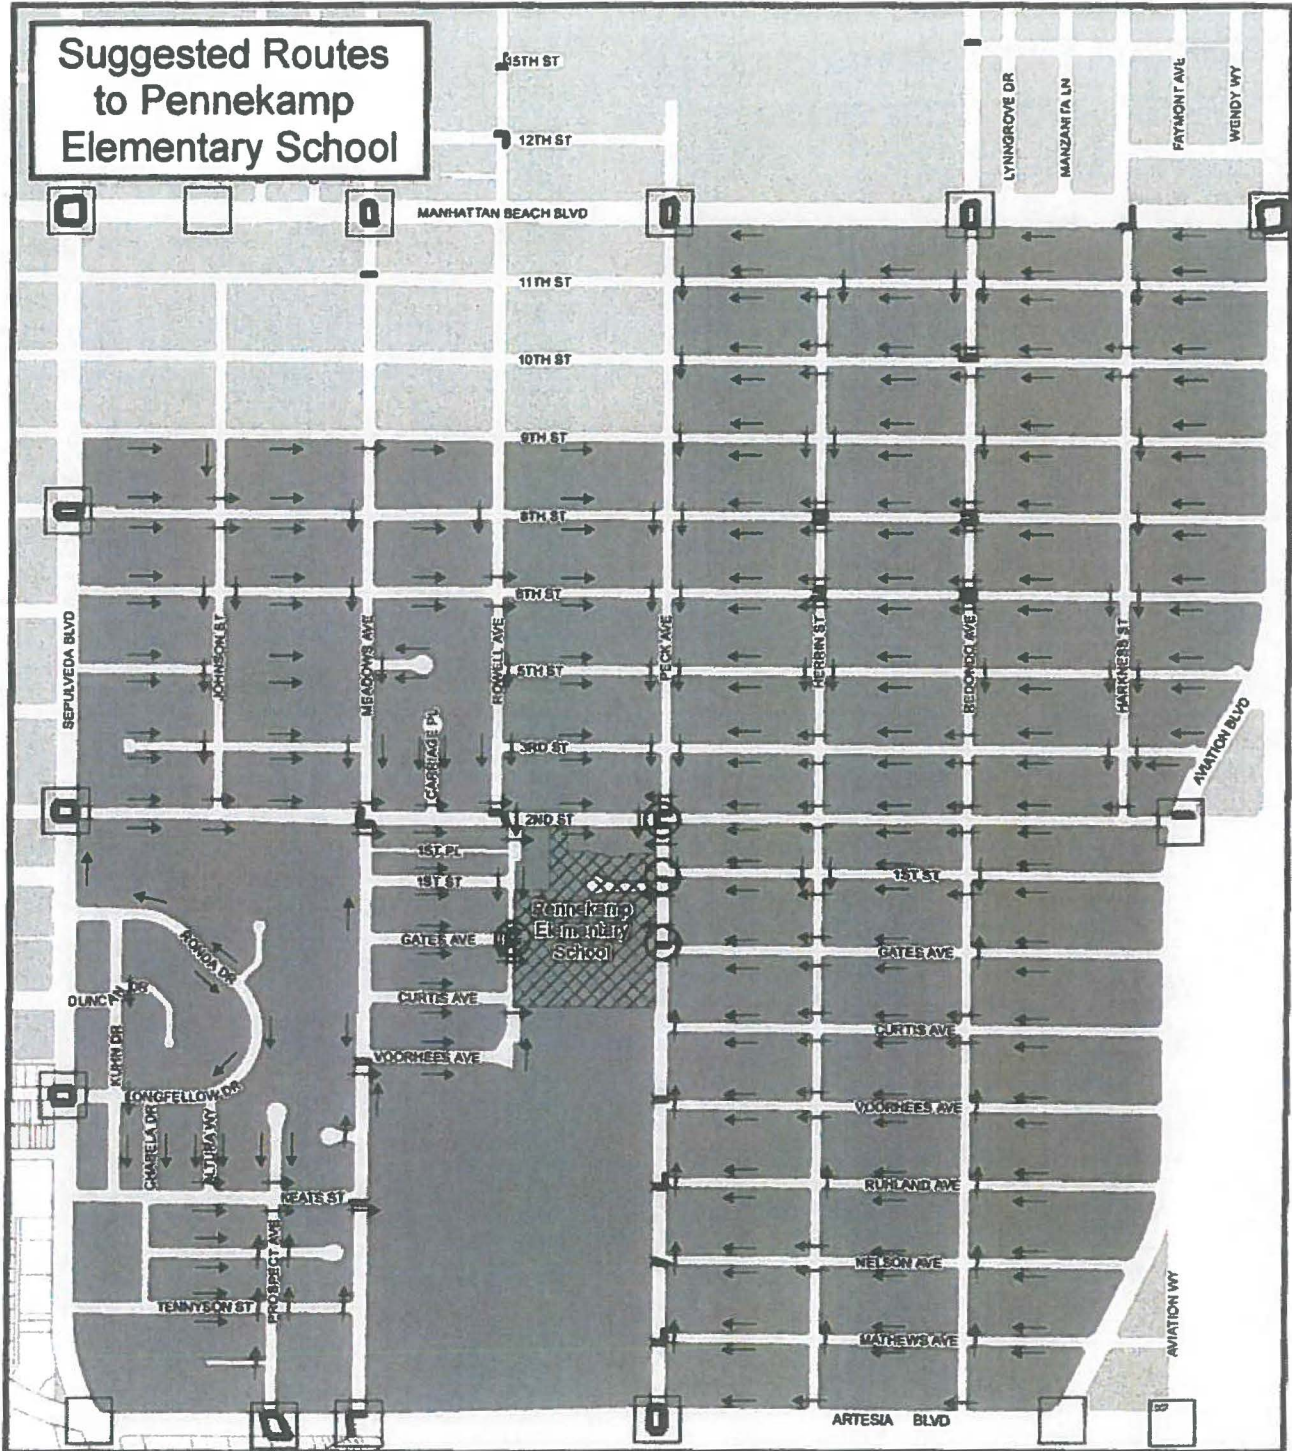 Suggested Routes
to Pennekamp
Elementary School
15TH ST
12TH ST
LYNNGROVE DR
MANZANITA LN
FAYMONT AVE
WENDY WY
MANHATTAN BEACH BLVD
11TH ST
10TH ST
9TH ST
8TH ST
6TH ST
SEPULVEDA BLVD
JOHNSON ST
MEADOWS AVE
ROWELL AVE
5TH ST
PECK AVE
HERRIN ST
REDONDO AVE
HARKNESS ST
CARRIAGE PL
3RD ST
AVIATION BLVD
2ND ST
1ST PL
1ST ST
1ST ST
Pennekamp
Elementary
School
GATES AVE
GATES AVE
RONDA DR
DUNCAN DR
CURTIS AVE
CURTIS AVE
KUHN DR
VOORHEES AVE
LONGFELLOW DR
VOORHEES AVE
CHABELA DR
ALTURA WY
KEATS ST
RUHLAND AVE
PROSPECT AVE
NELSON AVE
TENNYSON ST
MATHEWS AVE
AVIATION WY
ARTESIA BLVD